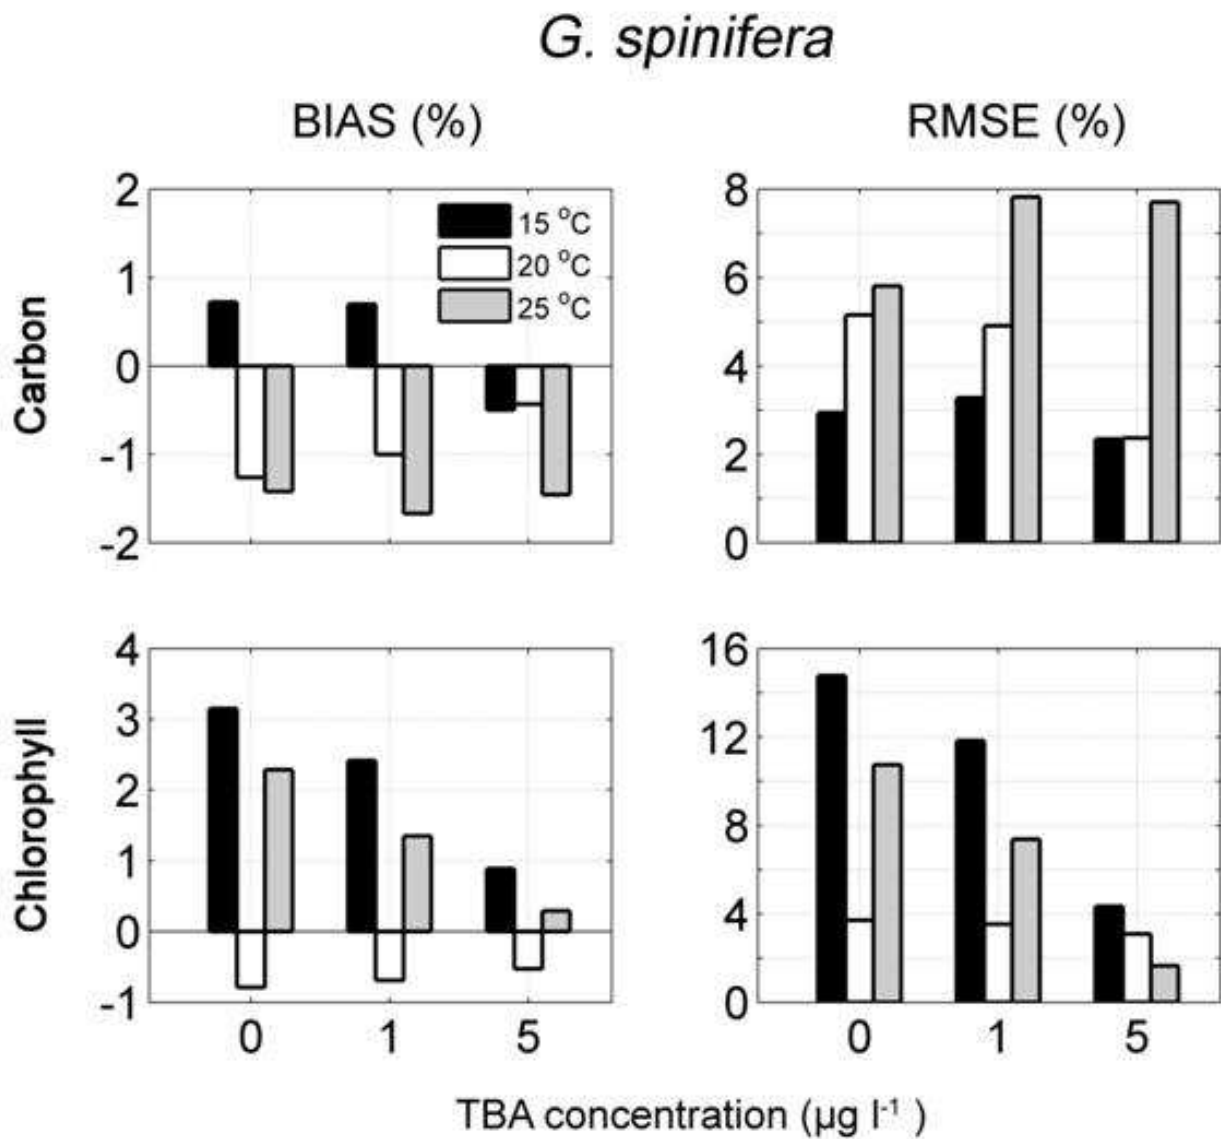 G. spinifera
BIAS (%)
RMSE (%)
Carbon
2
1
0
-1
-2
15 °C
20 °C
25 °C
8
6
4
2
0
Chlorophyll
4
3
2
1
0
-1
0 1 5
16
12
8
4
0
0 1 5
TBA concentration (µg l⁻¹ )